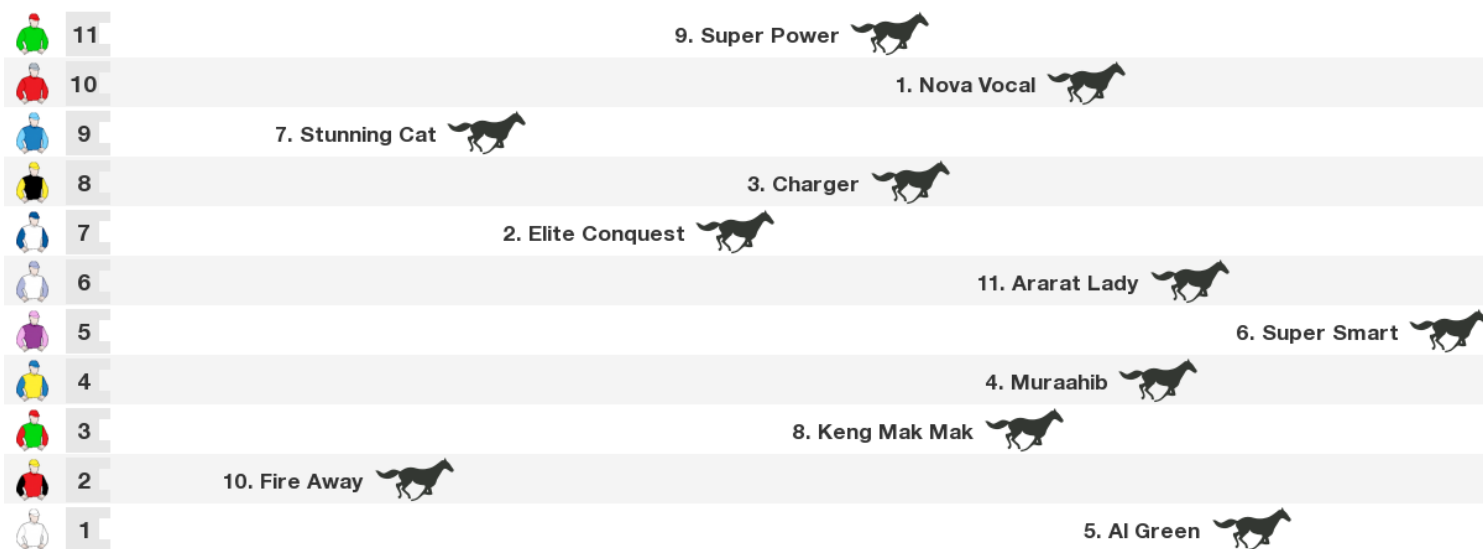 11 9. Super Power
10 1. Nova Vocal
9 7. Stunning Cat
8 3. Charger
7 2. Elite Conquest
6 11. Ararat Lady
5 6. Super Smart
4 4. Muraahib
3 8. Keng Mak Mak
2 10. Fire Away
1 5. Al Green